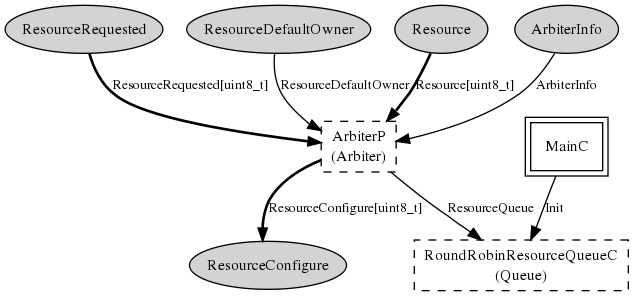 ResourceRequested
ResourceDefaultOwner
Resource
ArbiterInfo
ResourceRequested[uint8_t]
ResourceDefaultOwner
Resource[uint8_t]
ArbiterInfo
ArbiterP
(Arbiter)
MainC
ResourceConfigure[uint8_t]
ResourceQueue
Init
ResourceConfigure
RoundRobinResourceQueueC
(Queue)